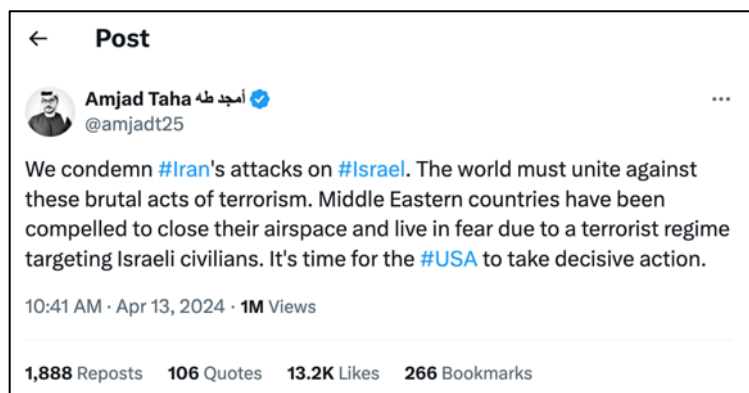 ← Post
Amjad Taha أمجد طه
@amjadt25
We condemn #Iran's attacks on #Israel. The world must unite against
these brutal acts of terrorism. Middle Eastern countries have been
compelled to close their airspace and live in fear due to a terrorist regime
targeting Israeli civilians. It's time for the #USA to take decisive action.
10:41 AM · Apr 13, 2024 · 1M Views
1,888 Reposts 106 Quotes 13.2K Likes 266 Bookmarks